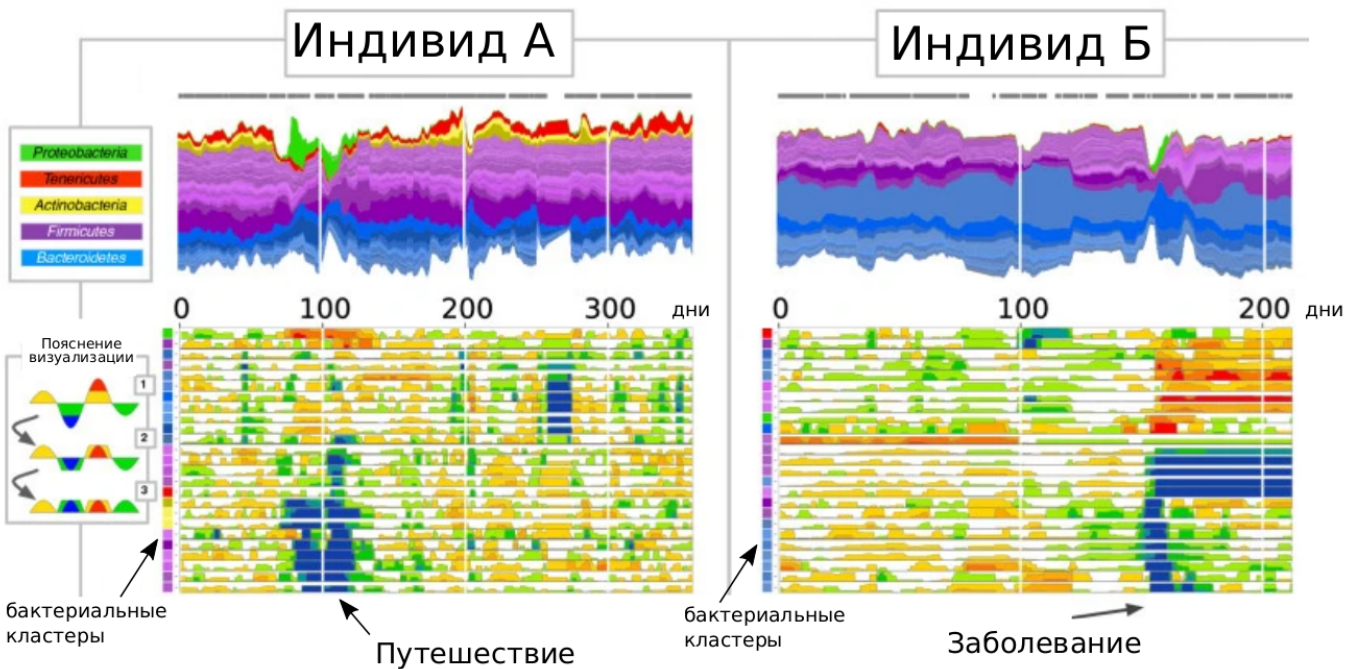 Индивид А
Индивид Б
Proteobacteria
Tenericutes
Actinobacteria
Firmicutes
Bacteroidetes
0 100 200 300 дни
0 100 200 дни
Пояснение
визуализации
1
2
3
бактериальные
кластеры
Путешествие
бактериальные
кластеры
Заболевание